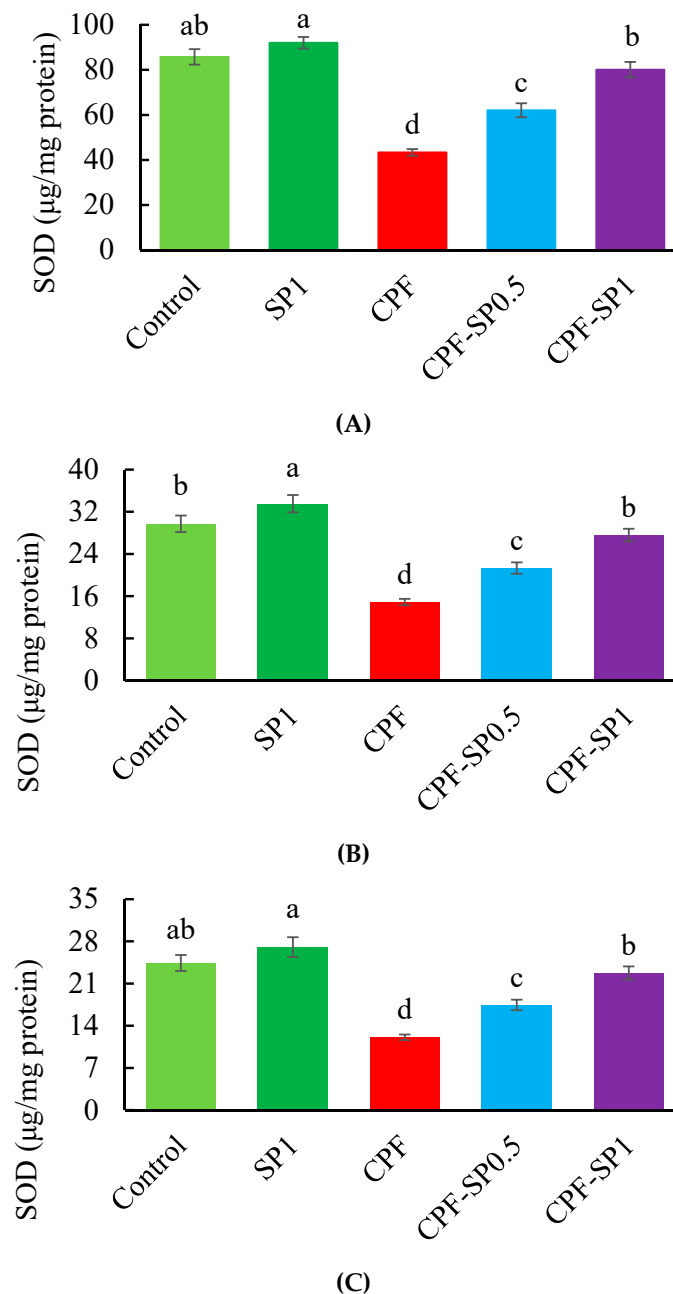 SOD (µg/mg protein)
100
80
60
40
20
0
ab
a
d
c
b
Control
SP1
CPF
CPF-SP0.5
CPF-SP1
(A)
SOD (µg/mg protein)
40
32
24
16
8
0
b
a
d
c
b
Control
SP1
CPF
CPF-SP0.5
CPF-SP1
(B)
SOD (µg/mg protein)
35
28
21
14
7
0
ab
a
d
c
b
Control
SP1
CPF
CPF-SP0.5
CPF-SP1
(C)